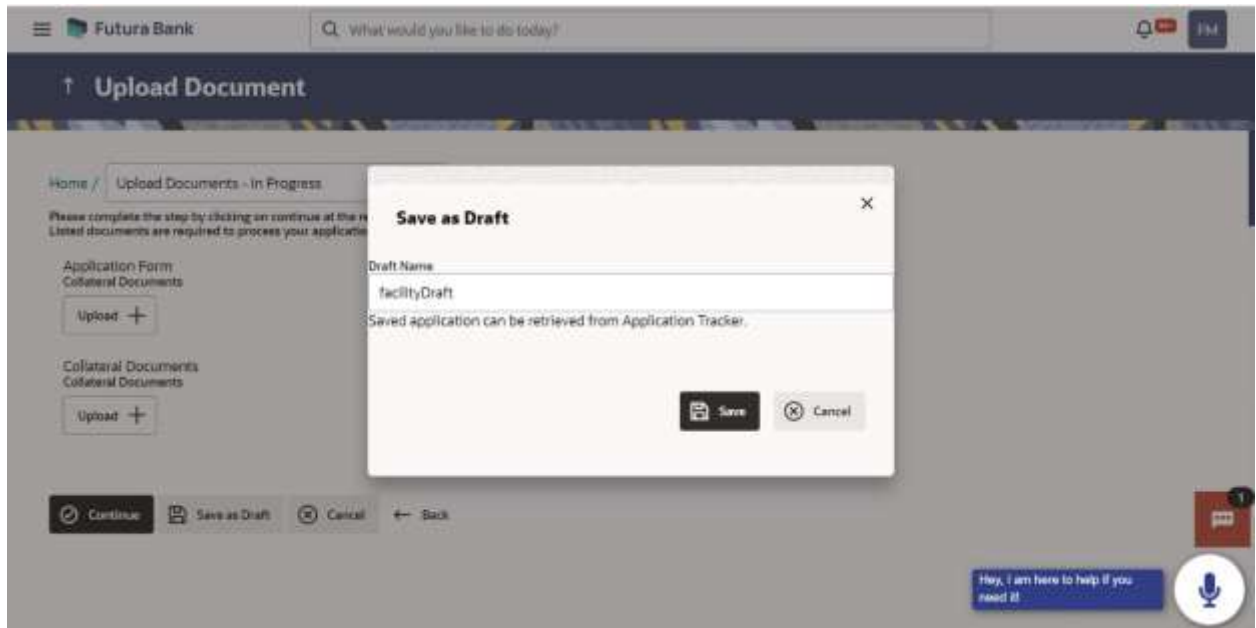 Futura Bank
What would you like to do today?
FM
Upload Document
Home / Upload Documents - In Progress
Please complete the step by clicking on continue at the
Listed documents are required to process your
Save as Draft
Draft Name
facilityDraft
Saved application can be retrieved from Application Tracker.
Save
Cancel
Application Form
Collateral Documents
Upload
Collateral Documents
Collateral Documents
Upload
Continue
Save as Draft
Cancel
Back
1
Hey, I am here to help if you
need it!